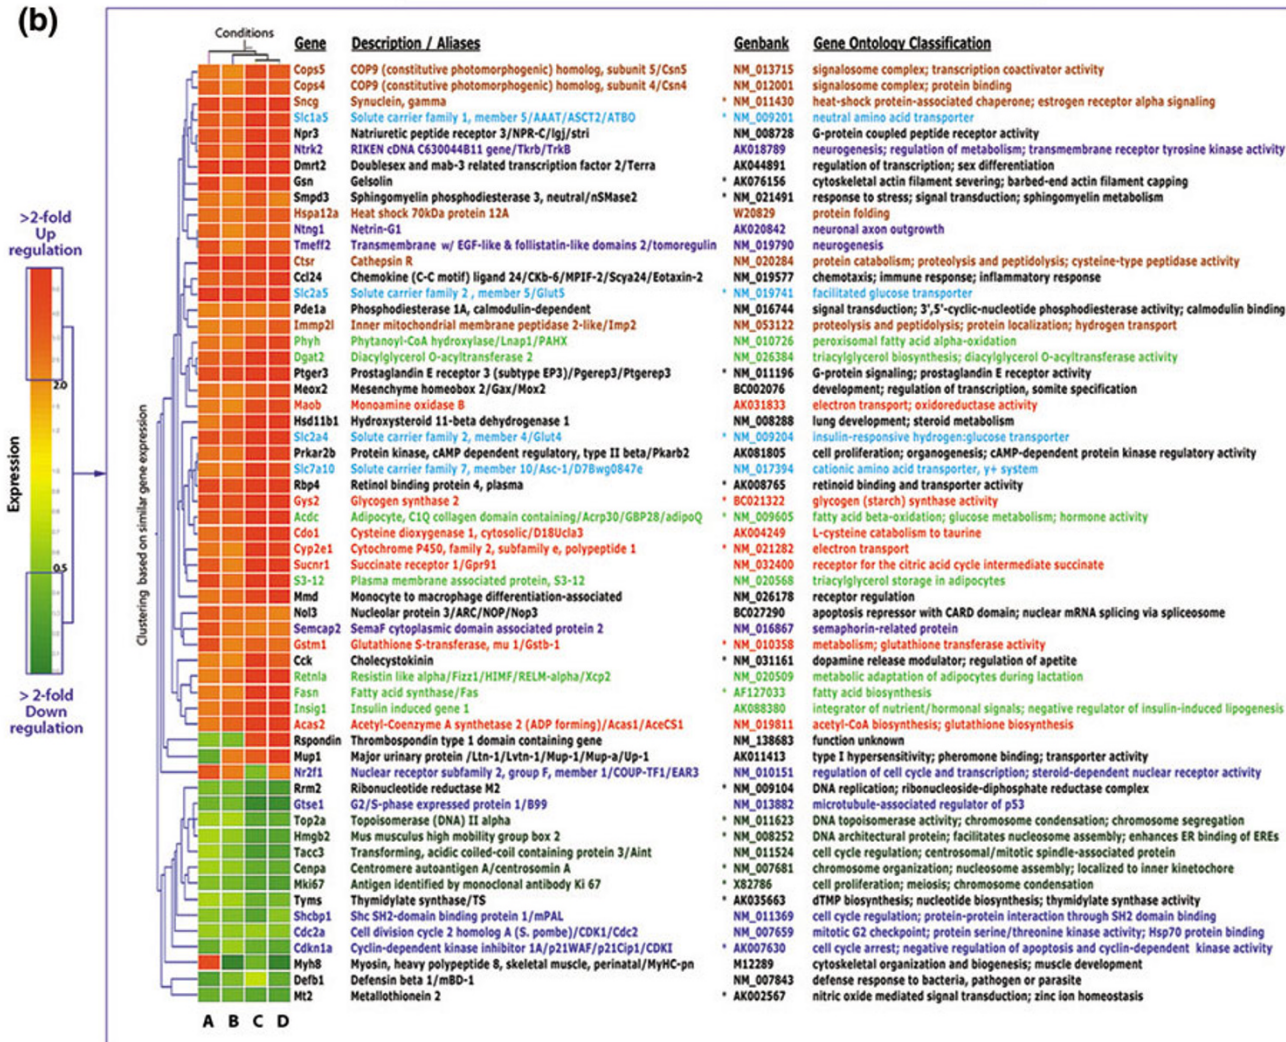 (b)
Conditions
Gene Description / Aliases Genbank Gene Ontology Classification
Cops5 COP9 (constitutive photomorphogenic) homolog, subunit 5/Csn5 NM_013715 signalosome complex; transcription coactivator activity
Cops4 COP9 (constitutive photomorphogenic) homolog, subunit 4/Csn4 NM_012001 signalosome complex; protein binding
Sncg Synuclein, gamma * NM_011430 heat-shock protein-associated chaperone; estrogen receptor alpha signaling
Slc1a5 Solute carrier family 1, member 5/AAAT/ASCT2/ATBO * NM_009201 neutral amino acid transporter
Npr3 Natriuretic peptide receptor 3/NPR-C/lgj/stri NM_008728 G-protein coupled peptide receptor activity
Ntrk2 RIKEN cDNA C630044B11 gene/Tkrb/TrkB AK018789 neurogenesis; regulation of metabolism; transmembrane receptor tyrosine kinase activity
Dmrt2 Doublesex and mab-3 related transcription factor 2/Terra AK044891 regulation of transcription; sex differentiation
Gsn Gelsolin * AK076156 cytoskeletal actin filament severing; barbed-end actin filament capping
Smpd3 Sphingomyelin phosphodiesterase 3, neutral/nSMase2 * NM_021491 response to stress; signal transduction; sphingomyelin metabolism
Hspa12a Heat shock 70kDa protein 12A W20829 protein folding
Ntng1 Netrin-G1 AK020842 neuronal axon outgrowth
Tmeff2 Transmembrane w/ EGF-like & follistatin-like domains 2/tomoregulin NM_019790 neurogenesis
Ctsr Cathepsin R NM_020284 protein catabolism; proteolysis and peptidolysis; cysteine-type peptidase activity
Ccl24 Chemokine (C-C motif) ligand 24/CKb-6/MPIF-2/Scya24/Eotaxin-2 NM_019577 chemotaxis; immune response; inflammatory response
Slc2a5 Solute carrier family 2 , member 5/Glut5 * NM_019741 facilitated glucose transporter
Pde1a Phosphodiesterase 1A, calmodulin-dependent NM_016744 signal transduction; 3',5'-cyclic-nucleotide phosphodiesterase activity; calmodulin binding
Immp2l Inner mitochondrial membrane peptidase 2-like/Imp2 NM_053122 proteolysis and peptidolysis; protein localization; hydrogen transport
Phyh Phytanoyl-CoA hydroxylase/Lnap1/PAHX NM_010726 peroxisomal fatty acid alpha-oxidation
Dgat2 Diacylglycerol O-acyltransferase 2 NM_026384 triacylglycerol biosynthesis; diacylglycerol O-acyltransferase activity
Ptger3 Prostaglandin E receptor 3 (subtype EP3)/Pgerep3/Ptgerep3 * NM_011196 G-protein signaling; prostaglandin E receptor activity
Meox2 Mesenchyme homeobox 2/Gax/Mox2 BC002076 development; regulation of transcription, somite specification
Maob Monoamine oxidase B AK031833 electron transport; oxidoreductase activity
Hsd11b1 Hydroxysteroid 11-beta dehydrogenase 1 NM_008288 lung development; steroid metabolism
Slc2a4 Solute carrier family 2, member 4/Glut4 * NM_009204 insulin-responsive hydrogen:glucose transporter
Prkar2b Protein kinase, cAMP dependent regulatory, type II beta/Pkarb2 AK081805 cell proliferation; organogenesis; cAMP-dependent protein kinase regulatory activity
Slc7a10 Solute carrier family 7, member 10/Asc-1/D7Bwg0847e NM_017394 cationic amino acid transporter, y+ system
Rbp4 Retinol binding protein 4, plasma * AK008765 retinoid binding and transporter activity
Gys2 Glycogen synthase 2 * BC021322 glycogen (starch) synthase activity
Acdc Adipocyte, C1Q collagen domain containing/Acrp30/GBP28/adipoQ * NM_009605 fatty acid beta-oxidation; glucose metabolism; hormone activity
Cdo1 Cysteine dioxygenase 1, cytosolic/D18Ucla3 AK004249 L-cysteine catabolism to taurine
Cyp2e1 Cytochrome P450, family 2, subfamily e, polypeptide 1 * NM_021282 electron transport
Sucnr1 Succinate receptor 1/Gpr91 NM_032400 receptor for the citric acid cycle intermediate succinate
S3-12 Plasma membrane associated protein, S3-12 NM_020568 triacylglycerol storage in adipocytes
Mmd Monocyte to macrophage differentiation-associated NM_026178 receptor regulation
Nol3 Nucleolar protein 3/ARC/NOP/Nop3 BC027290 apoptosis repressor with CARD domain; nuclear mRNA splicing via spliceosome
Semcap2 SemaF cytoplasmic domain associated protein 2 NM_016867 semaphorin-related protein
Gstm1 Glutathione S-transferase, mu 1/Gstb-1 * NM_010358 metabolism; glutathione transferase activity
Cck Cholecystokinin * NM_031161 dopamine release modulator; regulation of apetite
Retnla Resistin like alpha/Fizz1/HIMF/RELM-alpha/Xcp2 NM_020509 metabolic adaptation of adipocytes during lactation
Fasn Fatty acid synthase/Fas * AF127033 fatty acid biosynthesis
Insig1 Insulin induced gene 1 AK088380 integrator of nutrient/hormonal signals; negative regulator of insulin-induced lipogenesis
Acas2 Acetyl-Coenzyme A synthetase 2 (ADP forming)/Acas1/AceCS1 NM_019811 acetyl-CoA biosynthesis; glutathione biosynthesis
Rspondin Thrombospondin type 1 domain containing gene NM_138683 function unknown
Mup1 Major urinary protein /Ltn-1/Lvtn-1/Mup-1/Mup-a/Up-1 AK011413 type I hypersensitivity; pheromone binding; transporter activity
Nr2f1 Nuclear receptor subfamily 2, group F, member 1/COUP-TF1/EAR3 NM_010151 regulation of cell cycle and transcription; steroid-dependent nuclear receptor activity
Rrm2 Ribonucleotide reductase M2 * NM_009104 DNA replication; ribonucleoside-diphosphate reductase complex
Gtse1 G2/S-phase expressed protein 1/B99 NM_013882 microtubule-associated regulator of p53
Top2a Topoisomerase (DNA) II alpha * NM_011623 DNA topoisomerase activity; chromosome condensation; chromosome segregation
Hmgb2 Mus musculus high mobility group box 2 * NM_008252 DNA architectural protein; facilitates nucleosome assembly; enhances ER binding of EREs
Tacc3 Transforming, acidic coiled-coil containing protein 3/Aint NM_011524 cell cycle regulation; centrosomal/mitotic spindle-associated protein
Cenpa Centromere autoantigen A/centrosomin A * NM_007681 chromosome organization; nucleosome assembly; localized to inner kinetochore
Mki67 Antigen identified by monoclonal antibody Ki 67 * X82786 cell proliferation; meiosis; chromosome condensation
Tyms Thymidylate synthase/TS * AK035663 dTMP biosynthesis; nucleotide biosynthesis; thymidylate synthase activity
Shcbp1 Shc SH2-domain binding protein 1/mPAL NM_011369 cell cycle regulation; protein-protein interaction through SH2 domain binding
Cdc2a Cell division cycle 2 homolog A (S. pombe)/CDK1/Cdc2 NM_007659 mitotic G2 checkpoint; protein serine/threonine kinase activity; Hsp70 protein binding
Cdkn1a Cyclin-dependent kinase inhibitor 1A/p21WAF/p21Cip1/CDKI * AK007630 cell cycle arrest; negative regulation of apoptosis and cyclin-dependent kinase activity
Myh8 Myosin, heavy polypeptide 8, skeletal muscle, perinatal/MyHC-pn M12289 cytoskeletal organization and biogenesis; muscle development
Defb1 Defensin beta 1/mBD-1 NM_007843 defense response to bacteria, pathogen or parasite
Mt2 Metallothionein 2 * AK002567 nitric oxide mediated signal transduction; zinc ion homeostasis
A B C D
>2-fold
Up
regulation
2.0
0.5
Expression
> 2-fold
Down
regulation
Clustering based on similar gene expression